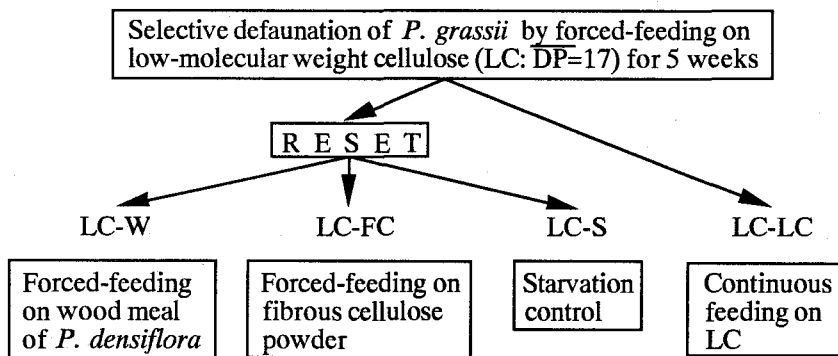 Selective defaunation of P. grassii by forced-feeding on
low-molecular weight cellulose (LC: D̅P̅=17) for 5 weeks
R E S E T
LC-W LC-FC LC-S LC-LC
Forced-feeding
on wood meal
of P. densiflora
Forced-feeding on
fibrous cellulose
powder
Starvation
control
Continuous
feeding on
LC